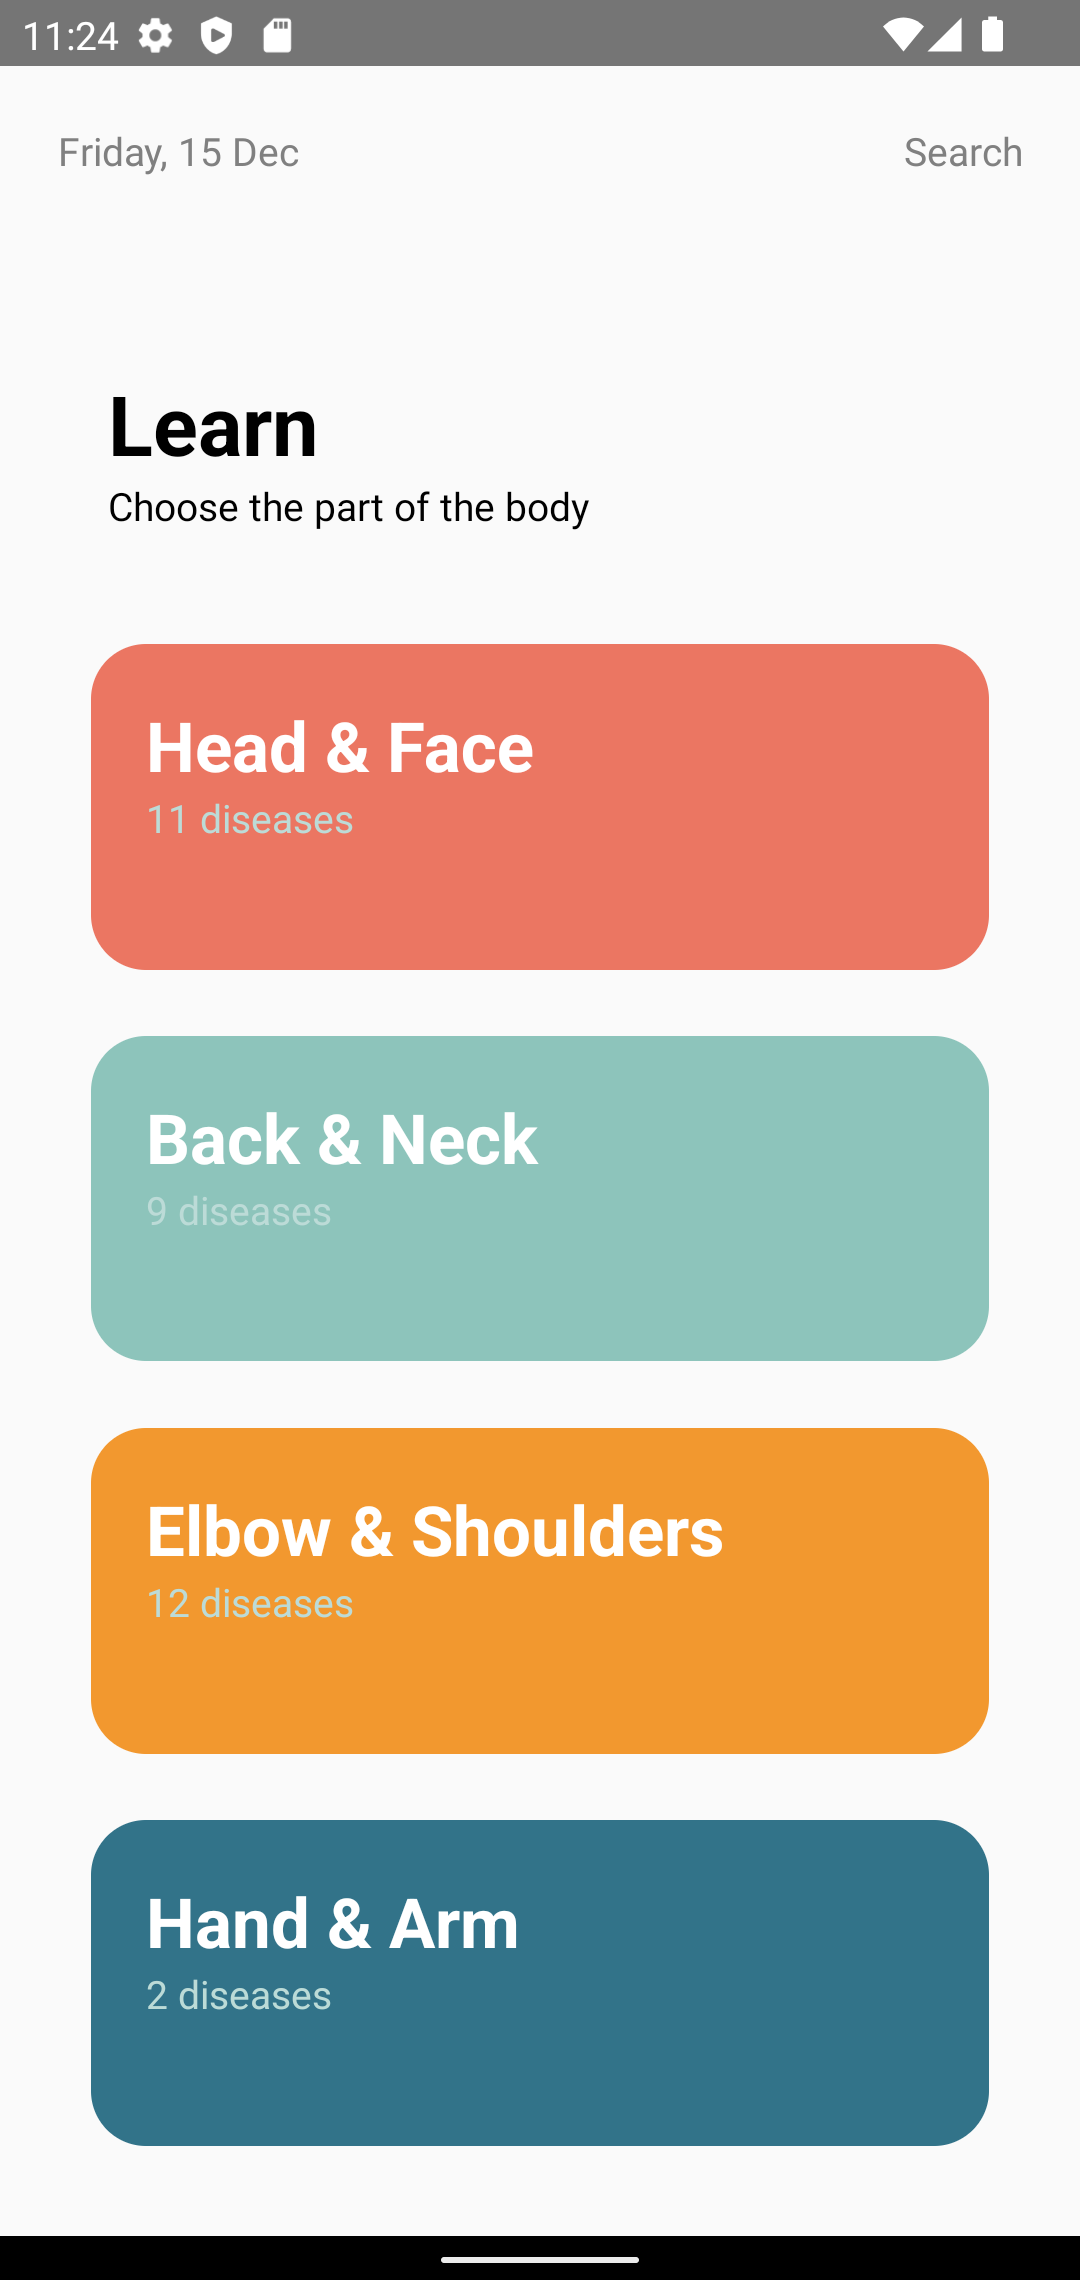 11:24
Friday, 15 Dec
Search
Learn
Choose the part of the body
Head & Face
11 diseases
Back & Neck
9 diseases
Elbow & Shoulders
12 diseases
Hand & Arm
2 diseases